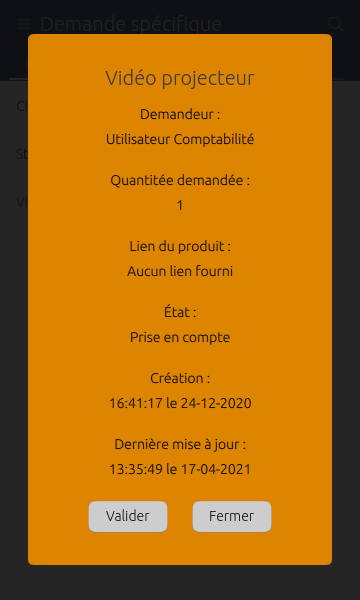 Demande spécifique
Vidéo projecteur
Demandeur :
Utilisateur Comptabilité
Quantitée demandée :
1
Lien du produit :
Aucun lien fourni
État :
Prise en compte
Création :
16:41:17 le 24-12-2020
Dernière mise à jour :
13:35:49 le 17-04-2021
Valider
Fermer